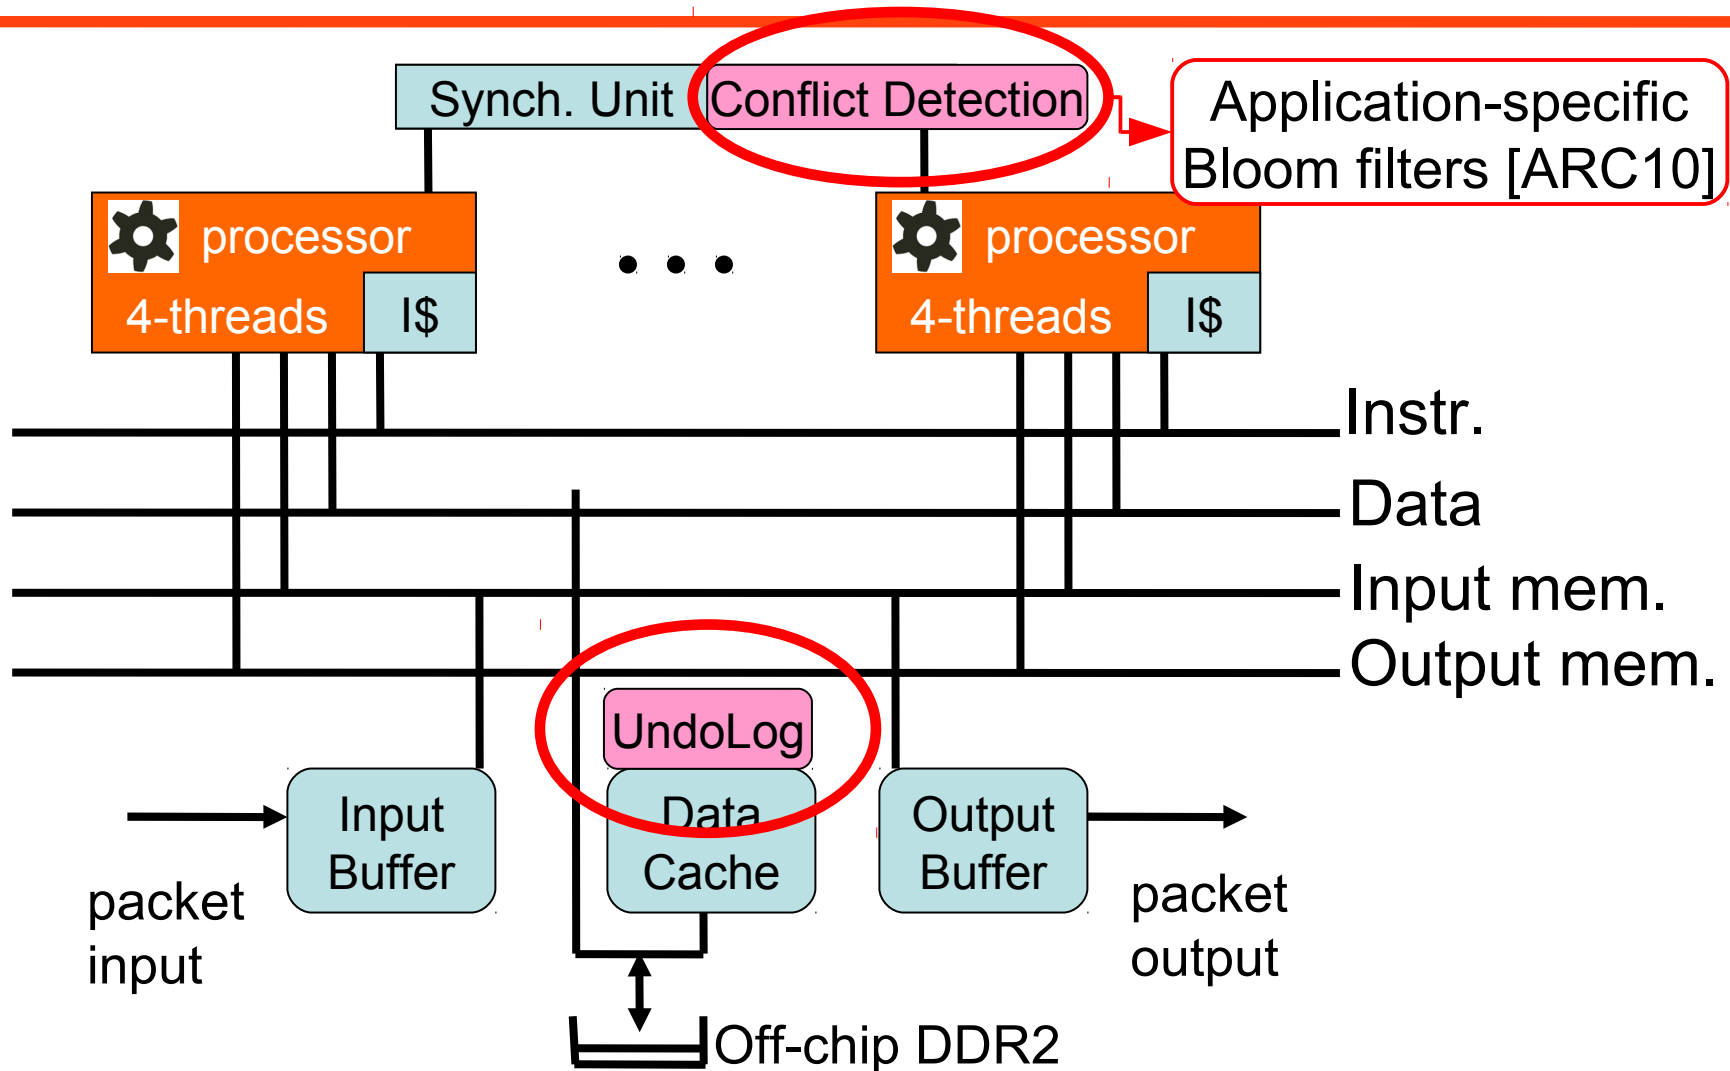 Synch. Unit
Conflict Detection
Application-specific
Bloom filters [ARC10]
processor
4-threads
I$
processor
4-threads
I$
Instr.
Data
Input mem.
Output mem.
UndoLog
Input
Buffer
Data
Cache
Output
Buffer
packet
input
packet
output
Off-chip DDR2